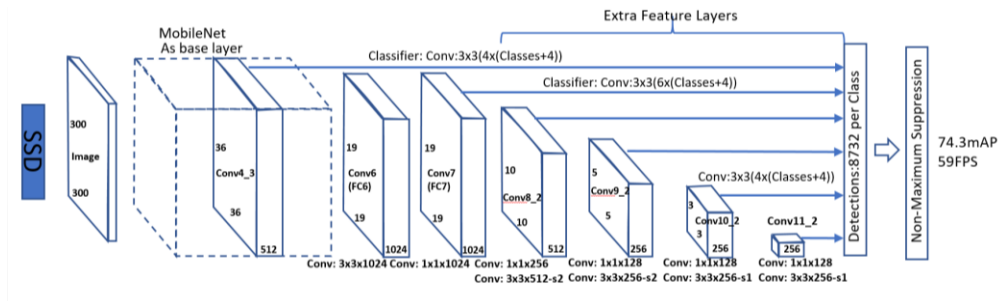 Extra Feature Layers
MobileNet
As base layer
Classifier: Conv:3x3(4x(Classes+4))
Classifier: Conv:3x3(6x(Classes+4))
SSD
300
Image
300
36
Conv4_3
36
512
19
Conv6
(FC6)
19
1024
19
Conv7
(FC7)
19
1024
10
Conv8_2
10
512
5
Conv9_2
5
256
Conv:3x3(4x(Classes+4))
3
Conv10_2
3
256
Conv11_2
256
Conv: 3x3x1024
Conv: 1x1x1024
Conv: 1x1x256
Conv: 3x3x512-s2
Conv: 1x1x128
Conv: 3x3x256-s2
Conv: 1x1x128
Conv: 3x3x256-s1
Conv: 1x1x128
Conv: 3x3x256-s1
Detections:8732 per Class
Non-Maximum Suppression
74.3mAP
59FPS